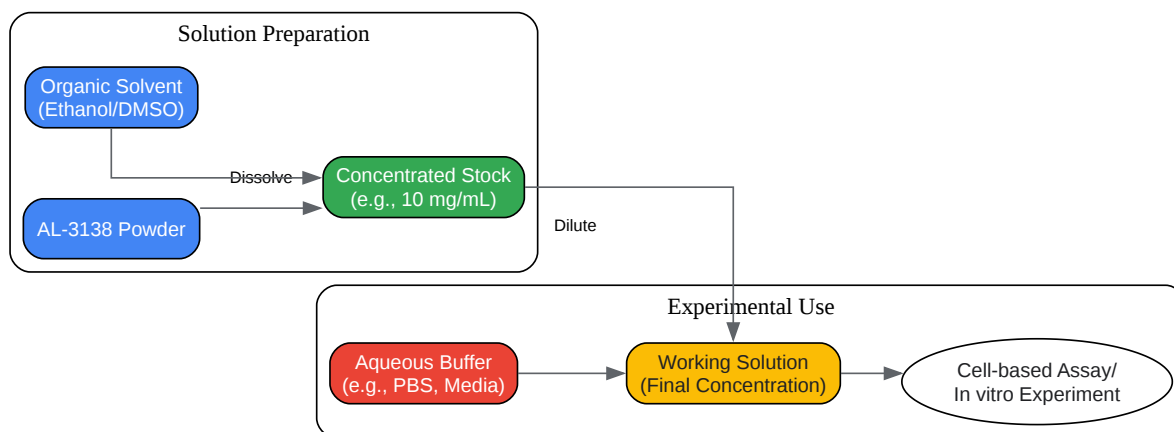 Solution Preparation
Organic Solvent
(Ethanol/DMSO)
Dissolve
Concentrated Stock
(e.g., 10 mg/mL)
AL-3138 Powder
Dilute
Experimental Use
Aqueous Buffer
(e.g., PBS, Media)
Working Solution
(Final Concentration)
Cell-based Assay/
In vitro Experiment